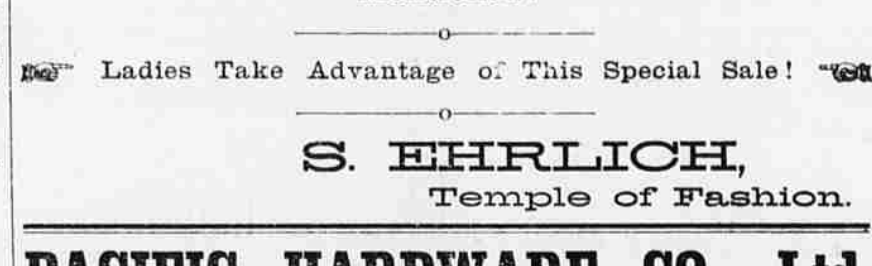 Ladies Take Advantage of This Special Sale!
S. EHRLICH,
Temple of Fashion.
PACIFIC HARDWARE CO., Ltd